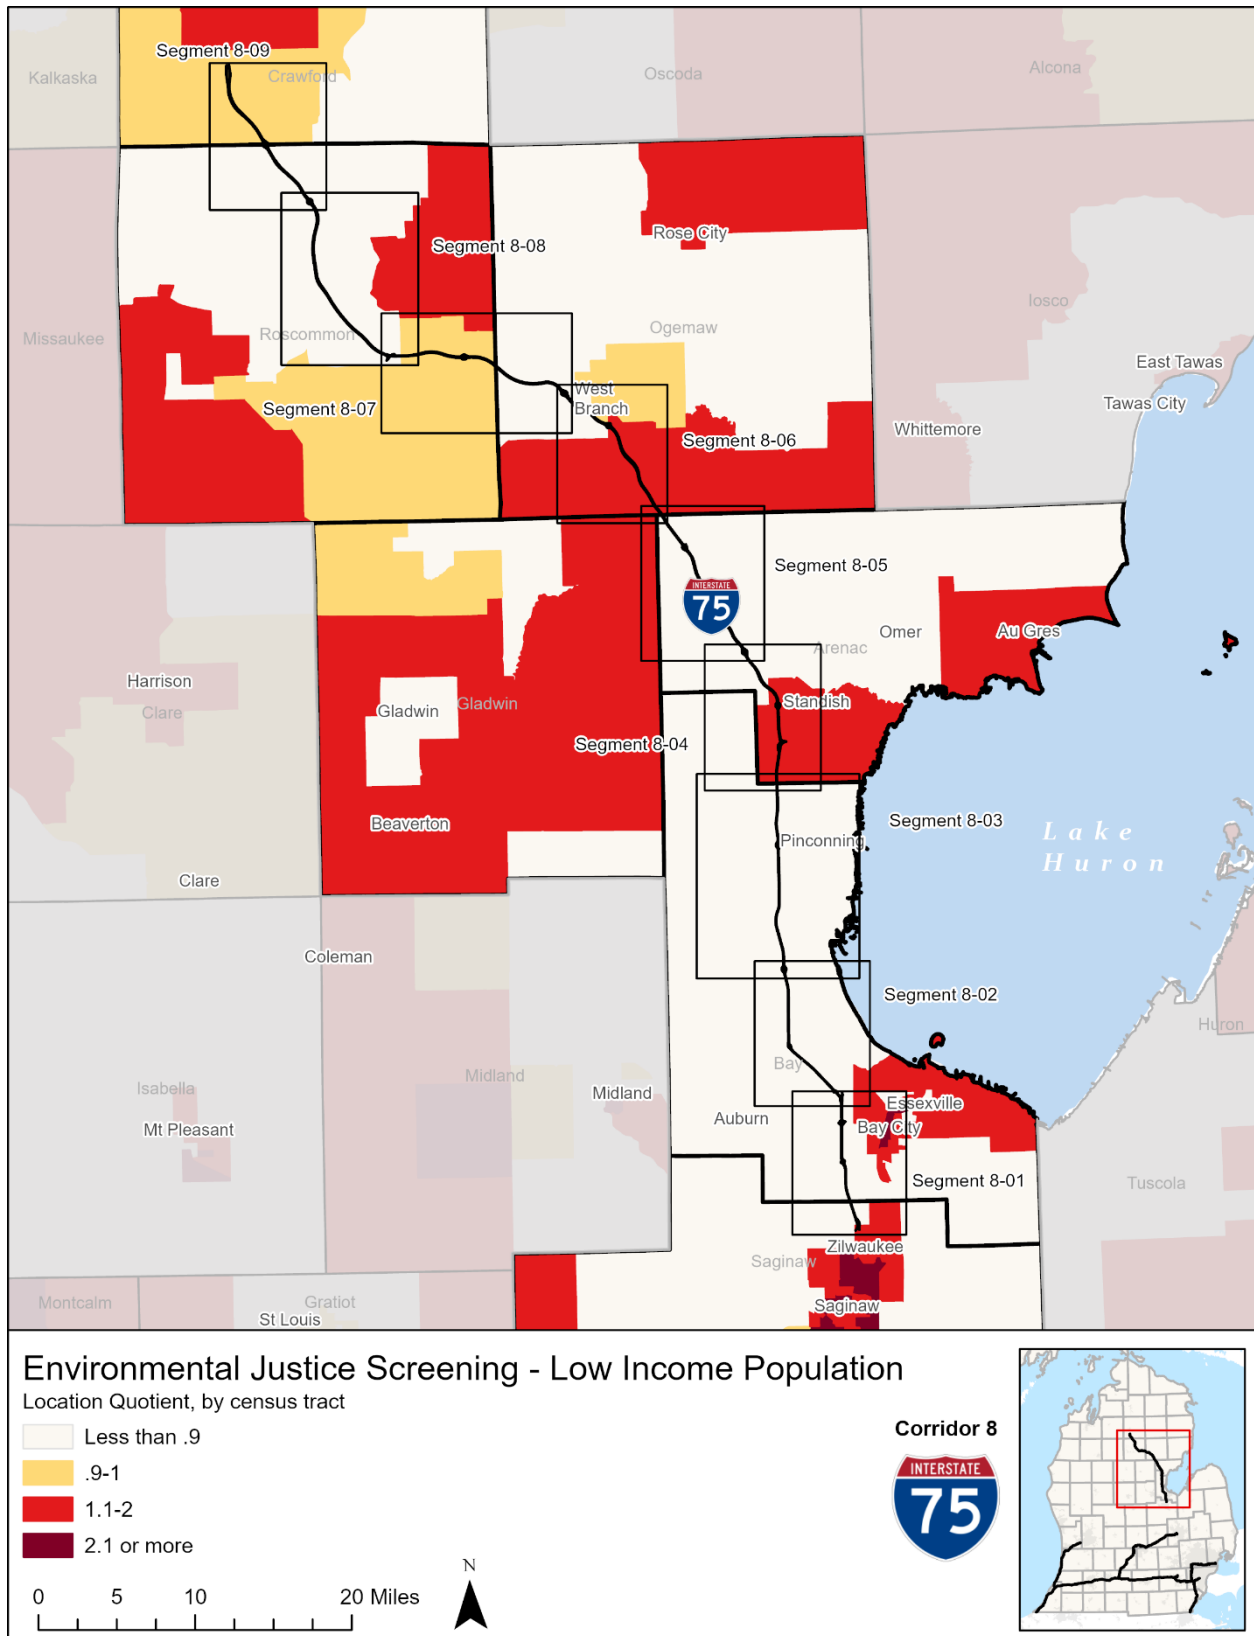 Segment 8-09
Kalkaska
Crawford
Oscoda
Alcona
Segment 8-08
Rose City
Missaukee
Roscommon
Ogemaw
Iosco
East Tawas
Tawas City
West
Branch
Segment 8-07
Segment 8-06
Whittemore
INTERSTATE
75
Segment 8-05
Arenac
Omer
Au Gres
Harrison
Clare
Gladwin
Gladwin
Standish
Segment 8-04
Beaverton
Pinconning
Segment 8-03
Lake
Huron
Clare
Coleman
Segment 8-02
Huron
Isabella
Midland
Midland
Bay
Mt Pleasant
Auburn
Essexville
Bay City
Segment 8-01
Tuscola
Zilwaukee
Saginaw
Saginaw
Montcalm
Gratiot
St Louis
Environmental Justice Screening - Low Income Population
Location Quotient, by census tract
Less than .9
.9-1
1.1-2
2.1 or more
0 5 10 20 Miles
N
Corridor 8
INTERSTATE
75